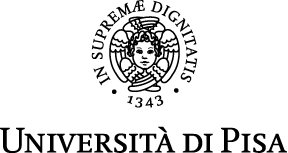 IN SUPREMÆ DIGNITATIS
· 1343 ·
UNIVERSITÀ DI PISA